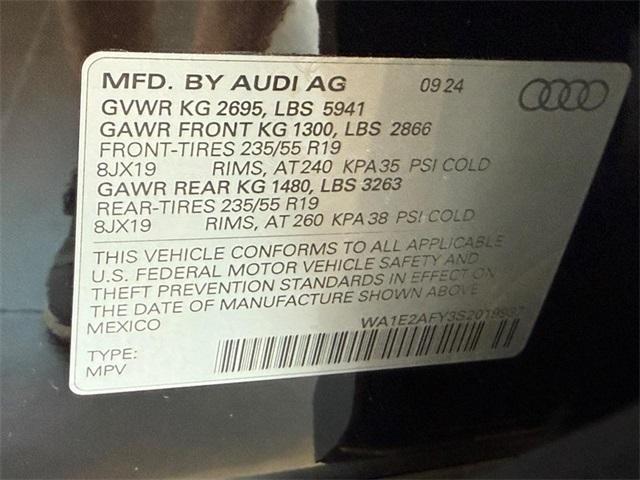 MFD. BY AUDI AG 09 24
GVWR KG 2695, LBS 5941
GAWR FRONT KG 1300, LBS 2866
FRONT-TIRES 235/55 R19
8JX19 RIMS, AT 240 KPA 35 PSI COLD
GAWR REAR KG 1480, LBS 3263
REAR-TIRES 235/55 R19
8JX19 RIMS, AT 260 KPA 38 PSI COLD
THIS VEHICLE CONFORMS TO ALL APPLICABLE
U.S. FEDERAL MOTOR VEHICLE SAFETY AND
THEFT PREVENTION STANDARDS IN EFFECT ON
THE DATE OF MANUFACTURE SHOWN ABOVE
MEXICO
WA1E2AFY3S2019937
TYPE:
MPV